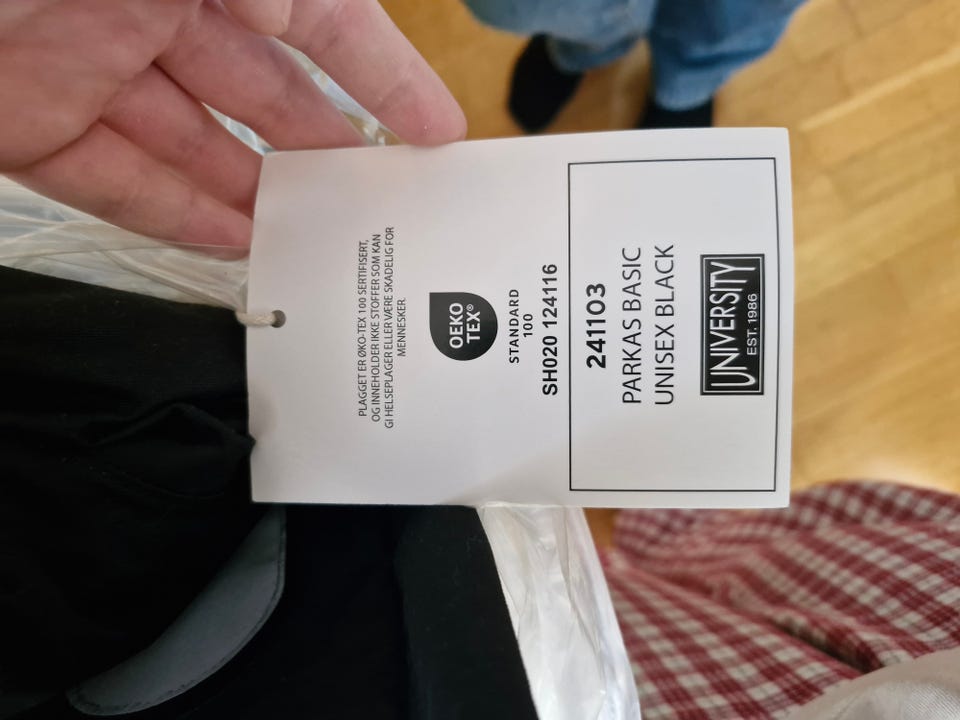 PLAGGET ER ØKO-TEX 100 SERTIFISERT,
OG INNEHOLDER IKKE STOFFER SOM KAN
GI HELSEPLAGER ELLER VÆRE SKADELIG FOR
MENNESKER.
OEKO
TEX®
STANDARD
100
SH020 124116
241103
PARKAS BASIC
UNISEX BLACK
UNIVERSITY
EST. 1986